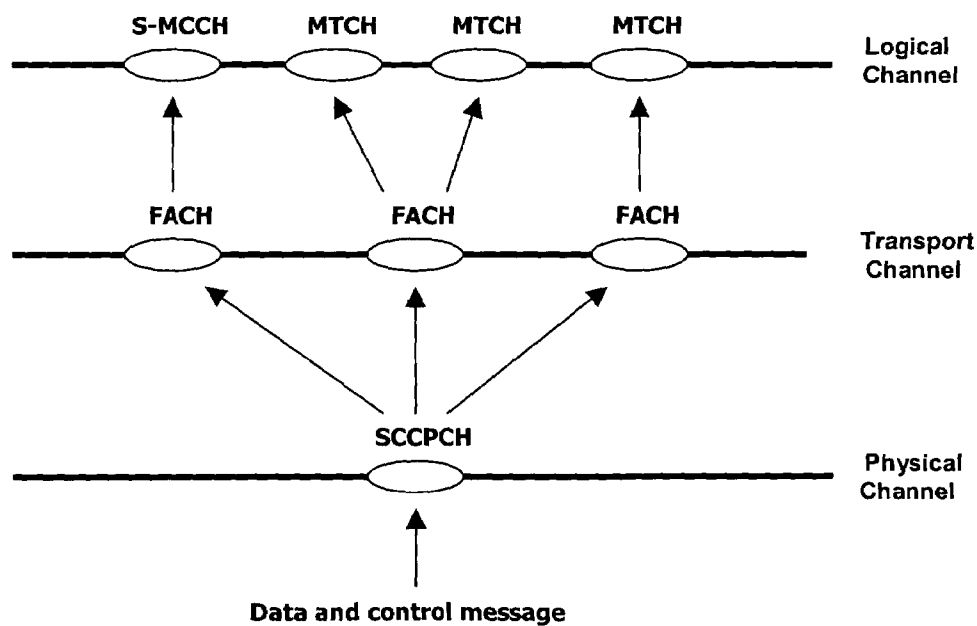 S-MCCH MTCH MTCH MTCH
Logical
Channel
FACH FACH FACH
Transport
Channel
SCCPCH
Physical
Channel
Data and control message